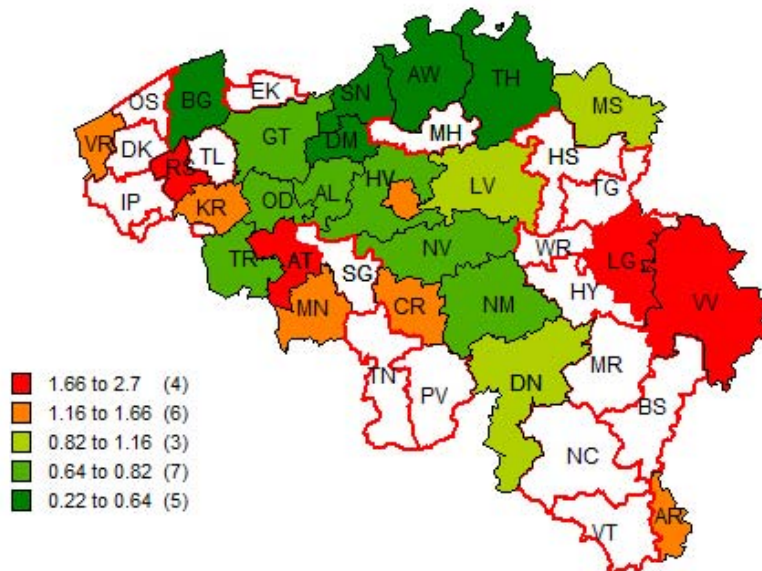 OS
BG
EK
SN
AW
TH
MS
VR
DK
RS
TL
GT
DM
MH
HS
IP
KR
OD
AL
HV
LV
TG
TR
AT
SG
NV
WR
LG
VV
MN
CR
NM
HY
TN
PV
DN
MR
BS
NC
VT
AR
1.66 to 2.7 (4)
1.16 to 1.66 (6)
0.82 to 1.16 (3)
0.64 to 0.82 (7)
0.22 to 0.64 (5)